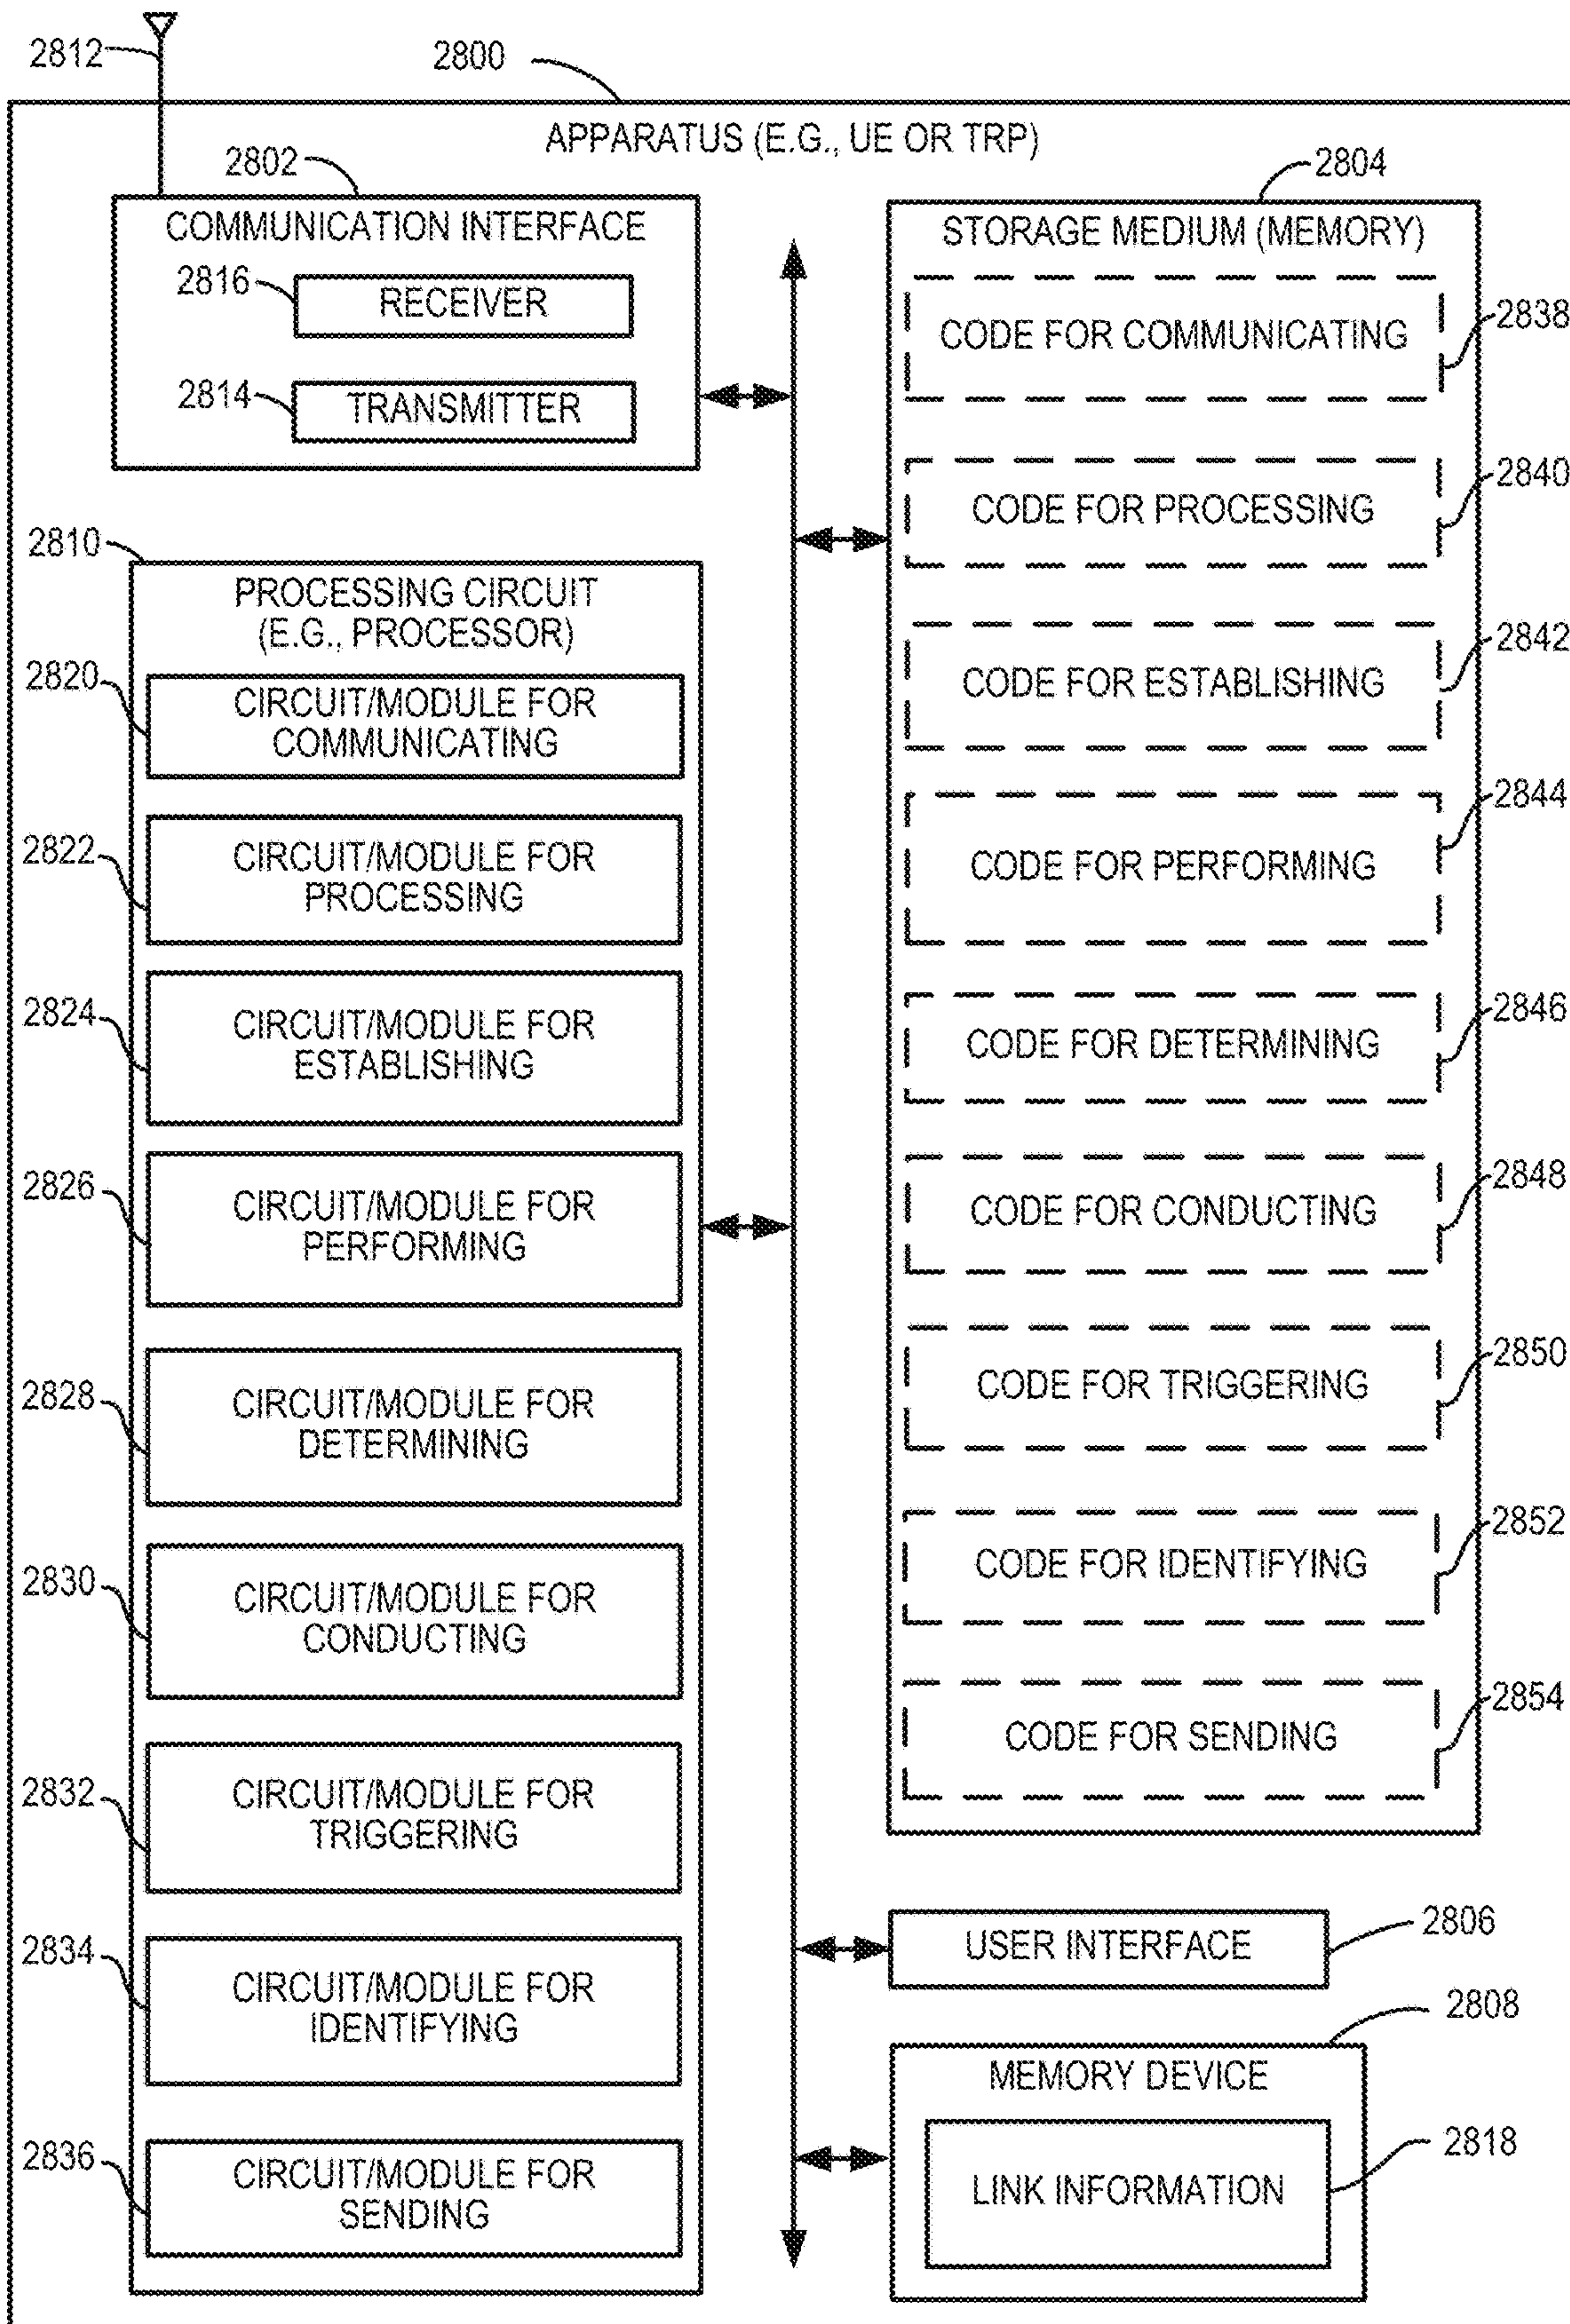 2812
2800
APPARATUS (E.G., UE OR TRP)
2802
COMMUNICATION INTERFACE
2816
RECEIVER
2814
TRANSMITTER
2810
PROCESSING CIRCUIT
(E.G., PROCESSOR)
2820
CIRCUIT/MODULE FOR
COMMUNICATING
2822
CIRCUIT/MODULE FOR
PROCESSING
2824
CIRCUIT/MODULE FOR
ESTABLISHING
2826
CIRCUIT/MODULE FOR
PERFORMING
2828
CIRCUIT/MODULE FOR
DETERMINING
2830
CIRCUIT/MODULE FOR
CONDUCTING
2832
CIRCUIT/MODULE FOR
TRIGGERING
2834
CIRCUIT/MODULE FOR
IDENTIFYING
2836
CIRCUIT/MODULE FOR
SENDING
2804
STORAGE MEDIUM (MEMORY)
CODE FOR COMMUNICATING
2838
CODE FOR PROCESSING
2840
CODE FOR ESTABLISHING
2842
CODE FOR PERFORMING
2844
CODE FOR DETERMINING
2846
CODE FOR CONDUCTING
2848
CODE FOR TRIGGERING
2850
CODE FOR IDENTIFYING
2852
CODE FOR SENDING
2854
USER INTERFACE
2806
2808
MEMORY DEVICE
LINK INFORMATION
2818